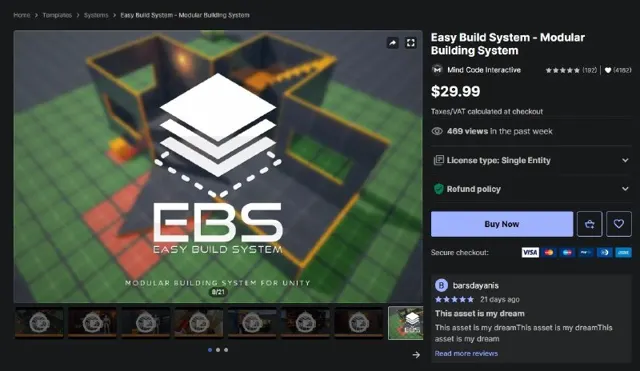 Home > Templates > Systems > Easy Build System - Modular Building System
EBS
EASY BUILD SYSTEM
MODULAR BUILDING SYSTEM FOR UNITY
8/21
Easy Build System - Modular
Building System
Mind Code Interactive
(192) | (4162)
$29.99
Taxes/VAT calculated at checkout
469 views in the past week
License type: Single Entity
Refund policy
Buy Now
Secure checkout:
VISA
B barsdayanis
21 days ago
This asset is my dream
This asset is my dreamThis asset is my dreamThis
asset is my dream
Read more reviews